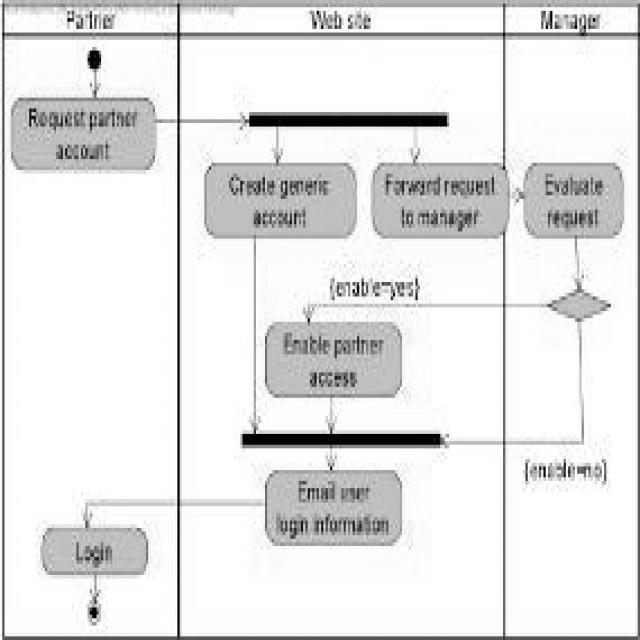 Partner
Web site
Manager
Request partner
account
Create generic
account
Forward request
to manager
Evaluate
request
{enable=yes}
Enable partner
access
{enable=no}
Email user
login information
Login